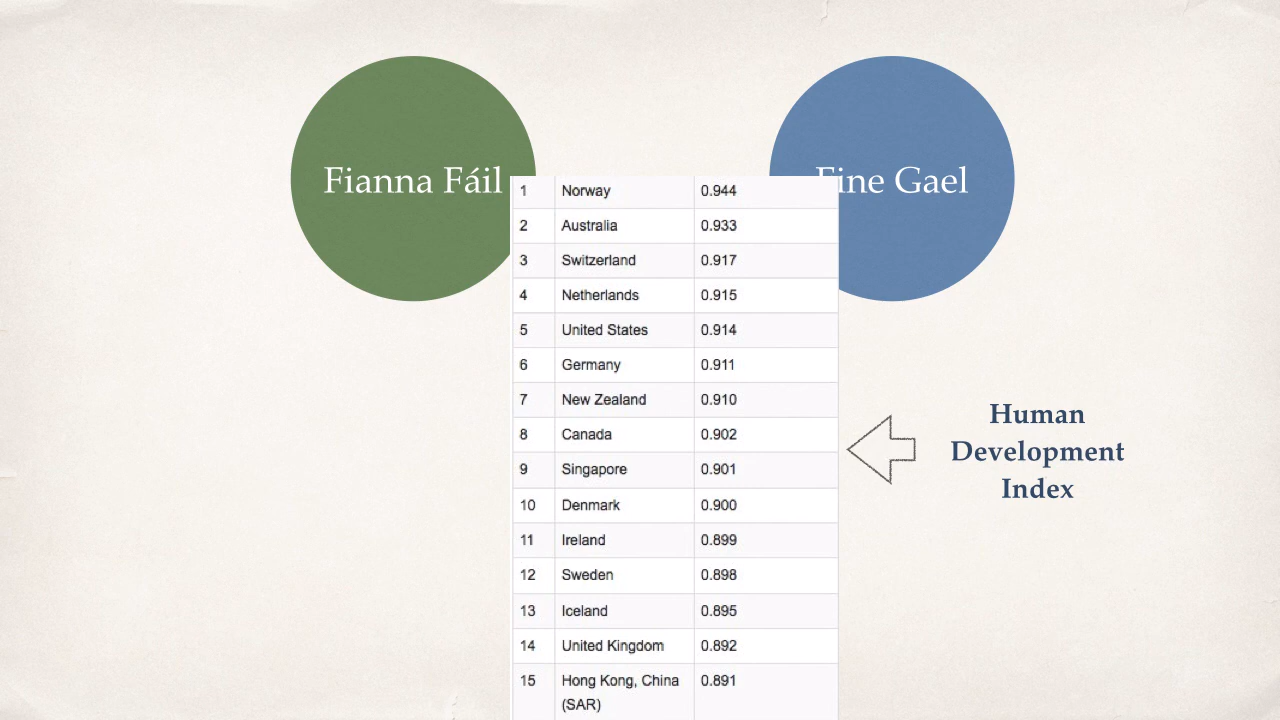 Fianna Fáil
Fine Gael
1 Norway 0.944
2 Australia 0.933
3 Switzerland 0.917
4 Netherlands 0.915
5 United States 0.914
6 Germany 0.911
7 New Zealand 0.910
8 Canada 0.902
9 Singapore 0.901
10 Denmark 0.900
11 Ireland 0.899
12 Sweden 0.898
13 Iceland 0.895
14 United Kingdom 0.892
15 Hong Kong, China 0.891
(SAR)
Human
Development
Index